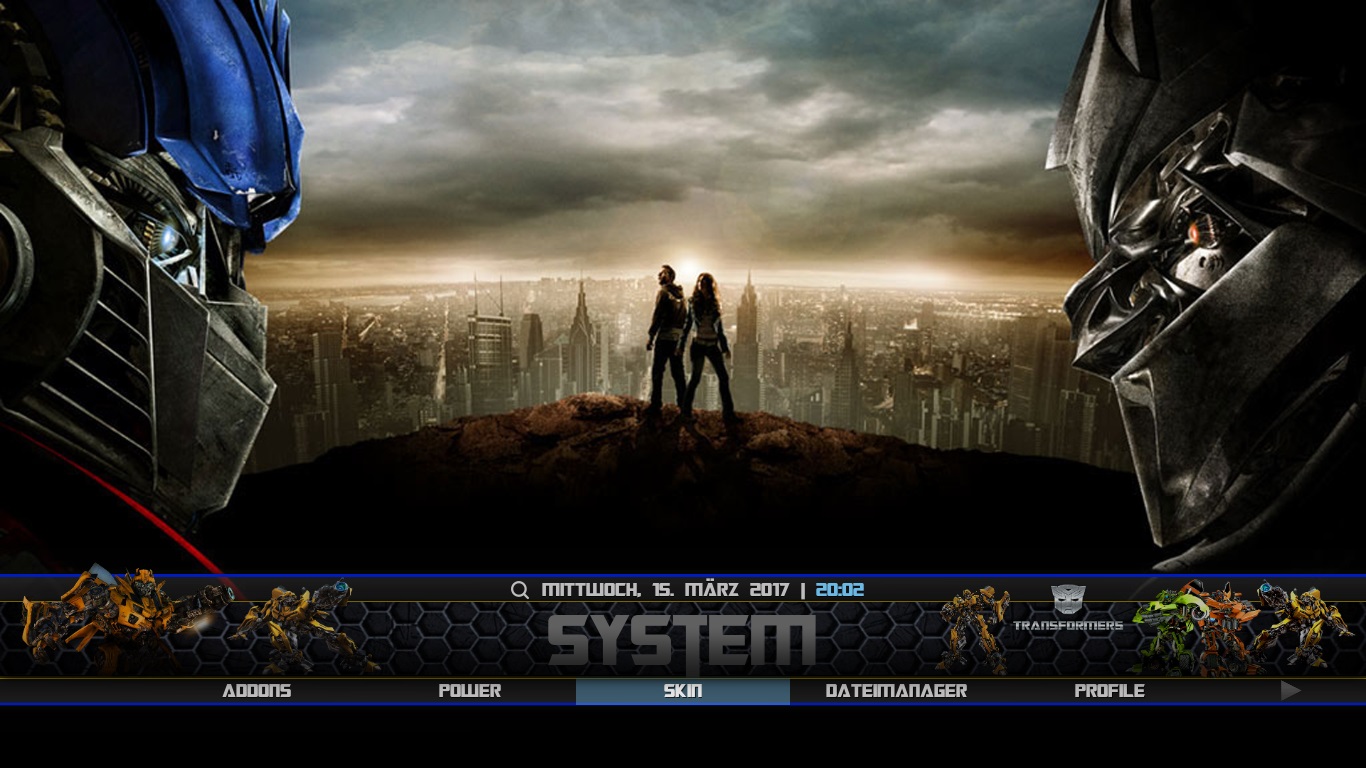 MITTWOCH, 15. MÄRZ 2017 | 20:02
SYSTEM
TRANSFORMERS
ADDONS POWER SKIN DATEIMANAGER PROFILE